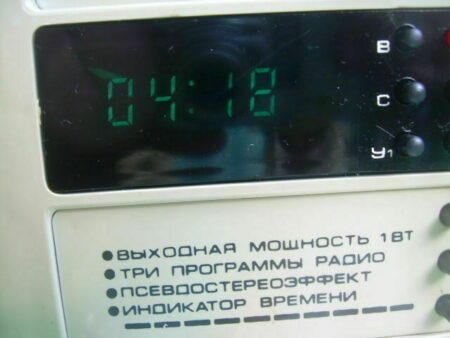 04:18
В
С
У1
ВЫХОДНАЯ МОЩНОСТЬ 1ВТ
ТРИ ПРОГРАММЫ РАДИО
ПСЕВДОСТЕРЕОЭФФЕКТ
ИНДИКАТОР ВРЕМЕНИ